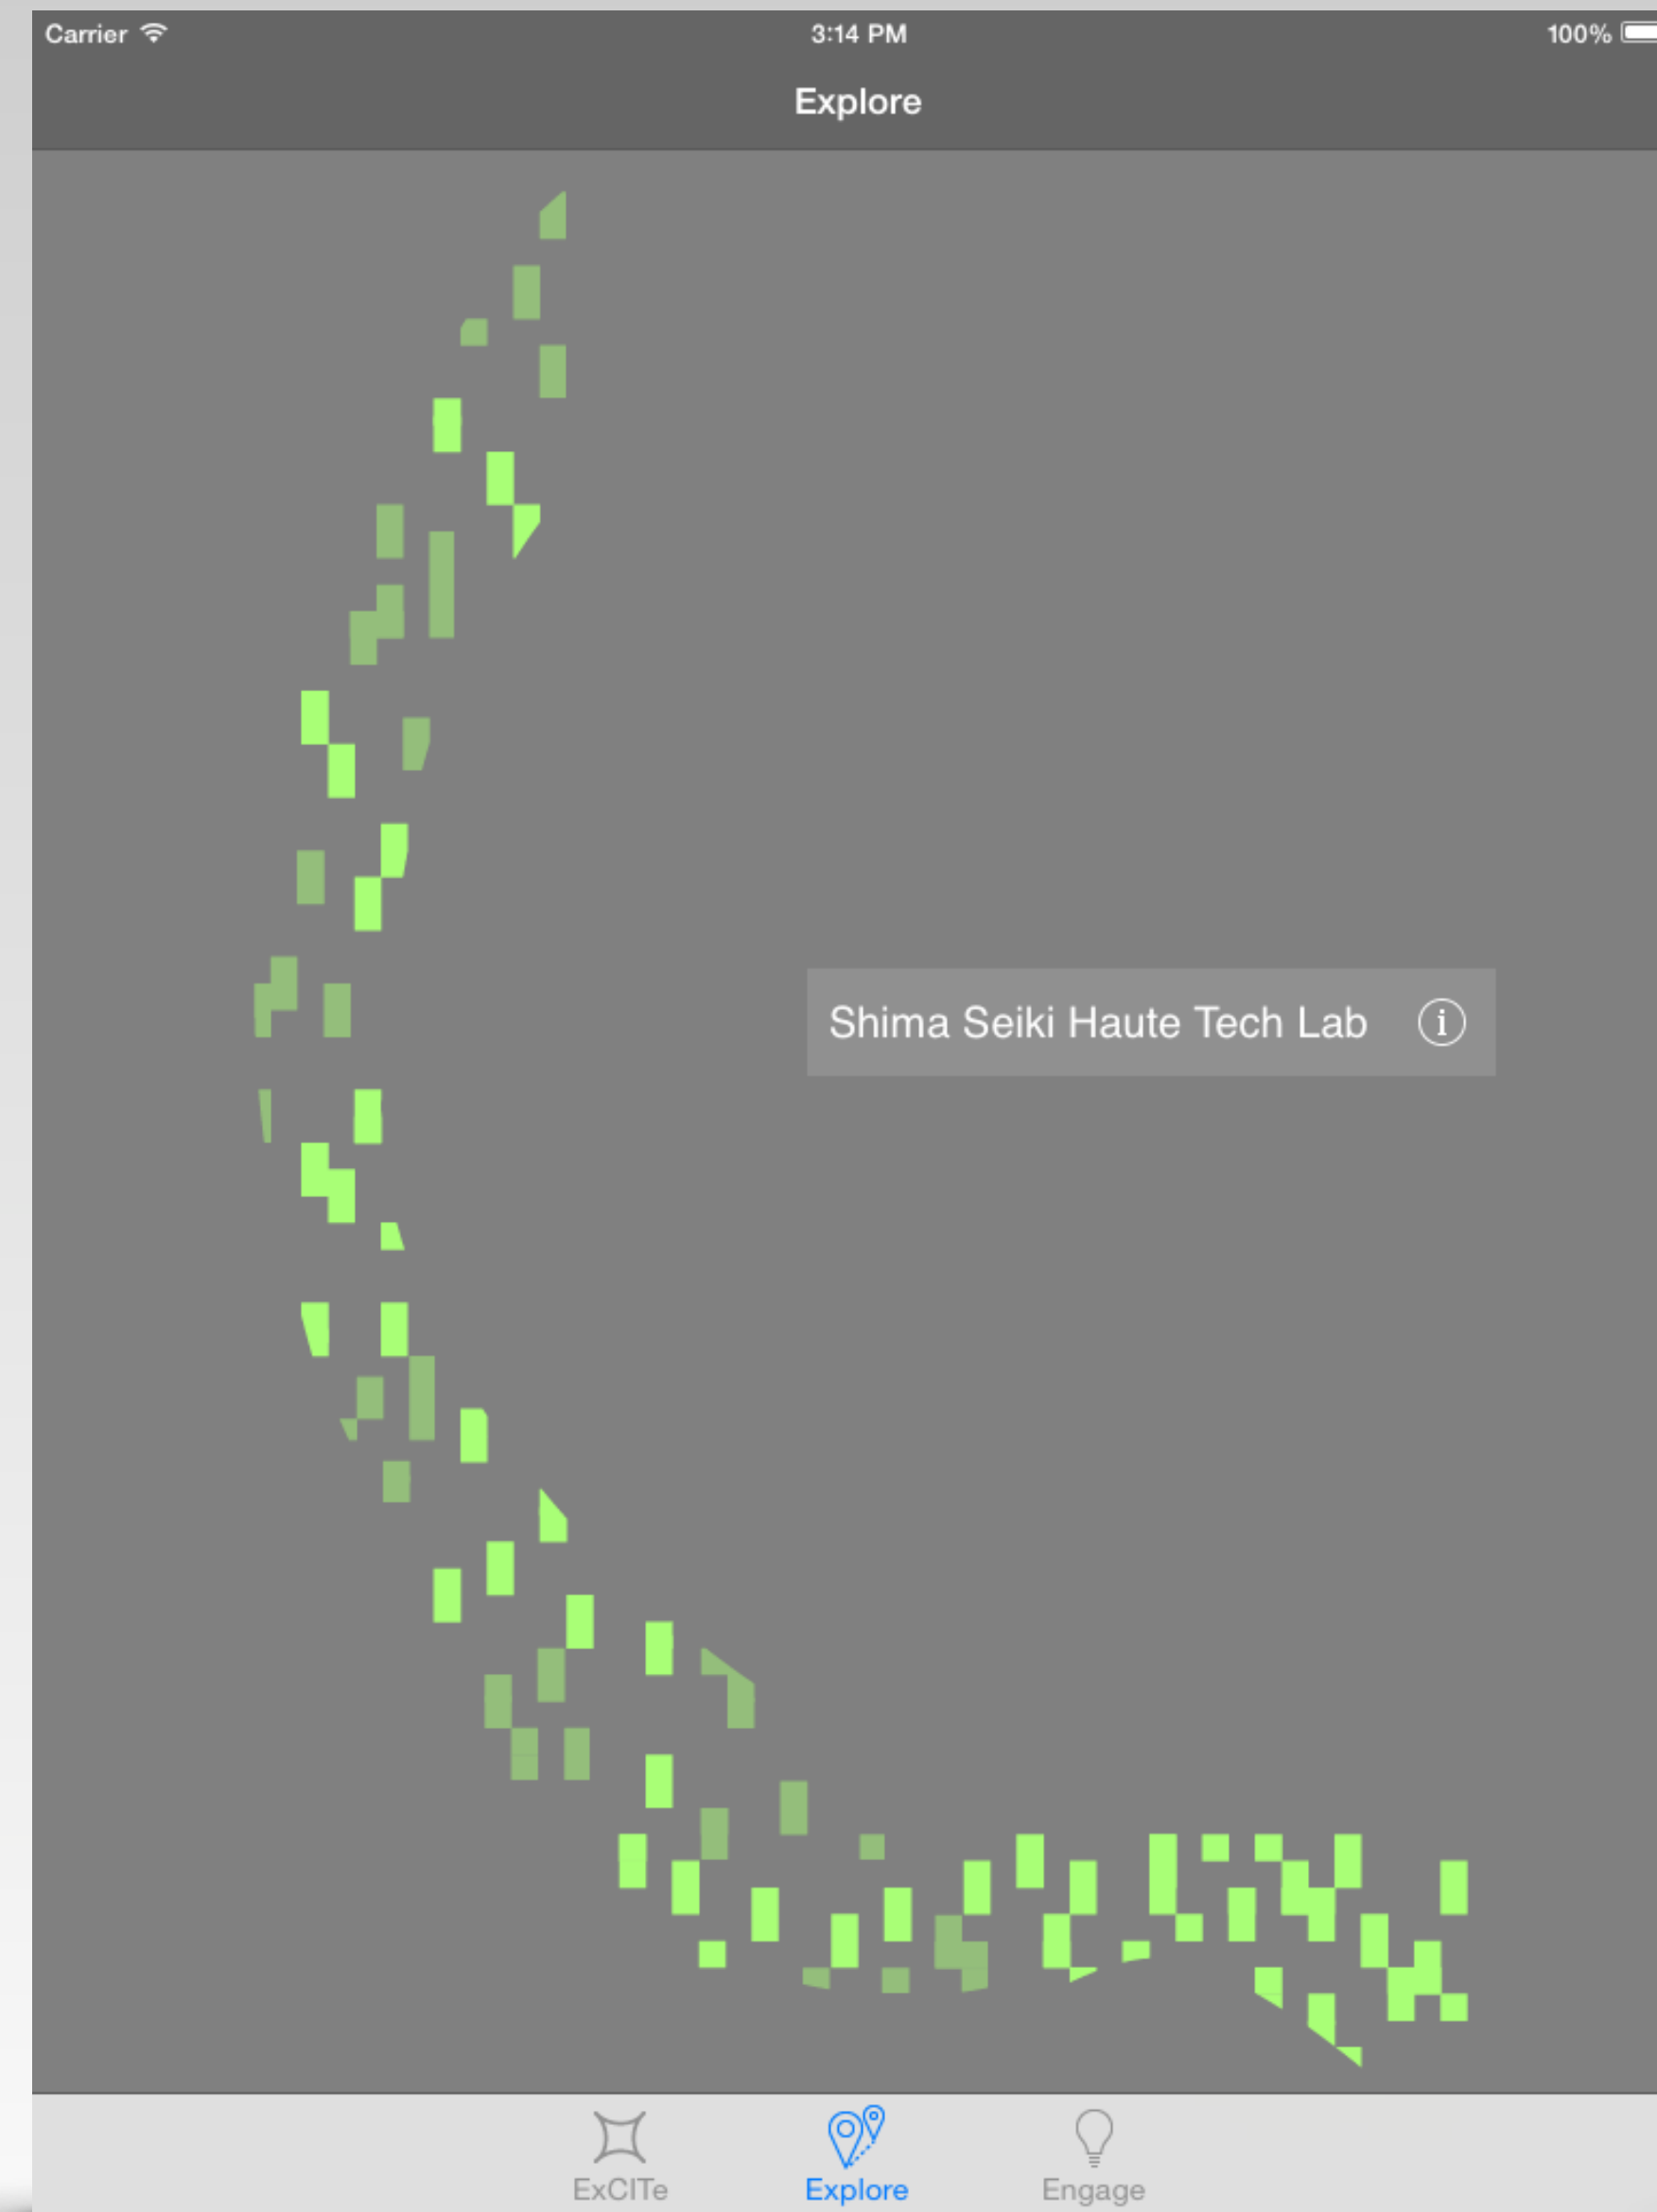 Carrier
3:14 PM
100%
Explore
Shima Seiki Haute Tech Lab
ExCITe
Explore
Engage